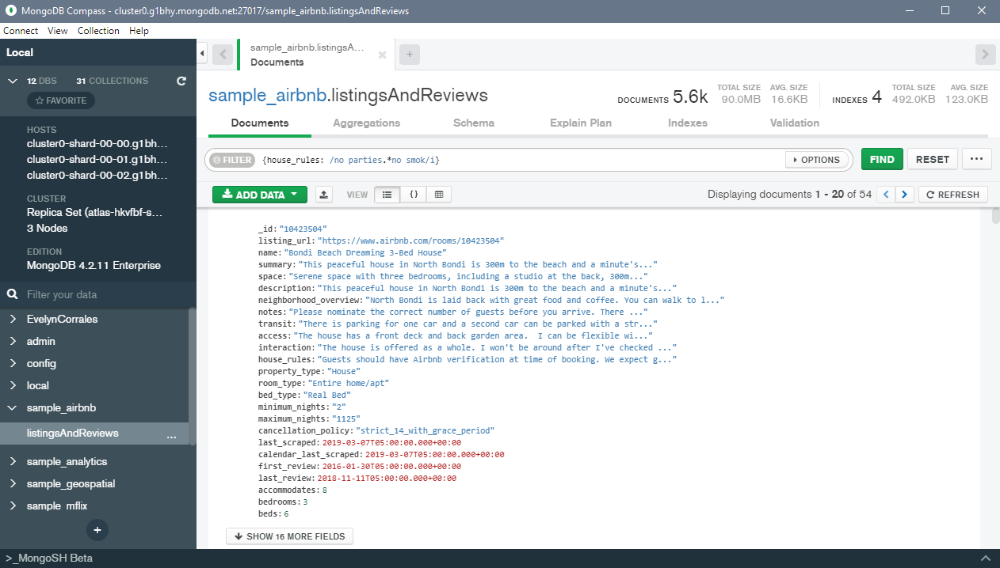 MongoDB Compass - cluster0.g1bhy.mongodb.net:27017/sample_airbnb.listingsAndReviews
Connect View Collection Help
Local
12 DBS 31 COLLECTIONS
FAVORITE
HOSTS
cluster0-shard-00-00.g1bh...
cluster0-shard-00-01.g1bh...
cluster0-shard-00-02.g1bh...
CLUSTER
Replica Set (atlas-hkvfbf-s...
3 Nodes
EDITION
MongoDB 4.2.11 Enterprise
Filter your data
EvelynCorrales
admin
config
local
sample_airbnb
listingsAndReviews ...
sample_analytics
sample_geospatial
sample_mflix
+
sample_airbnb.listingsA...
Documents
+
sample_airbnb.listingsAndReviews
DOCUMENTS 5.6k TOTAL SIZE 90.0MB AVG. SIZE 16.6KB INDEXES 4 TOTAL SIZE 492.0KB AVG. SIZE 123.0KB
Documents Aggregations Schema Explain Plan Indexes Validation
FILTER {house_rules: /no parties.*no smok/i} OPTIONS FIND RESET ...
ADD DATA VIEW {} Displaying documents 1 - 20 of 54 < > REFRESH
_id: "10423504"
listing_url: "https://www.airbnb.com/rooms/10423504"
name: "Bondi Beach Dreaming 3-Bed House"
summary: "This peaceful house in North Bondi is 300m to the beach and a minute's..."
space: "Serene space with three bedrooms, including a studio at the back, 300m..."
description: "This peaceful house in North Bondi is 300m to the beach and a minute's..."
neighborhood_overview: "North Bondi is laid back with great food and coffee. You can walk to l..."
notes: "Please nominate the correct number of guests before you arrive. There ..."
transit: "There is parking for one car and a second car can be parked with a str..."
access: "The house has a front deck and back garden area.  I can be flexible wi..."
interaction: "The house is offered as a whole. I won't be around after I've checked ..."
house_rules: "Guests should have Airbnb verification at time of booking. We expect g..."
property_type: "House"
room_type: "Entire home/apt"
bed_type: "Real Bed"
minimum_nights: "2"
maximum_nights: "1125"
cancellation_policy: "strict_14_with_grace_period"
last_scraped: 2019-03-07T05:00:00.000+00:00
calendar_last_scraped: 2019-03-07T05:00:00.000+00:00
first_review: 2016-01-30T05:00:00.000+00:00
last_review: 2018-11-11T05:00:00.000+00:00
accommodates: 8
bedrooms: 3
beds: 6
SHOW 16 MORE FIELDS
>_MongoSH Beta